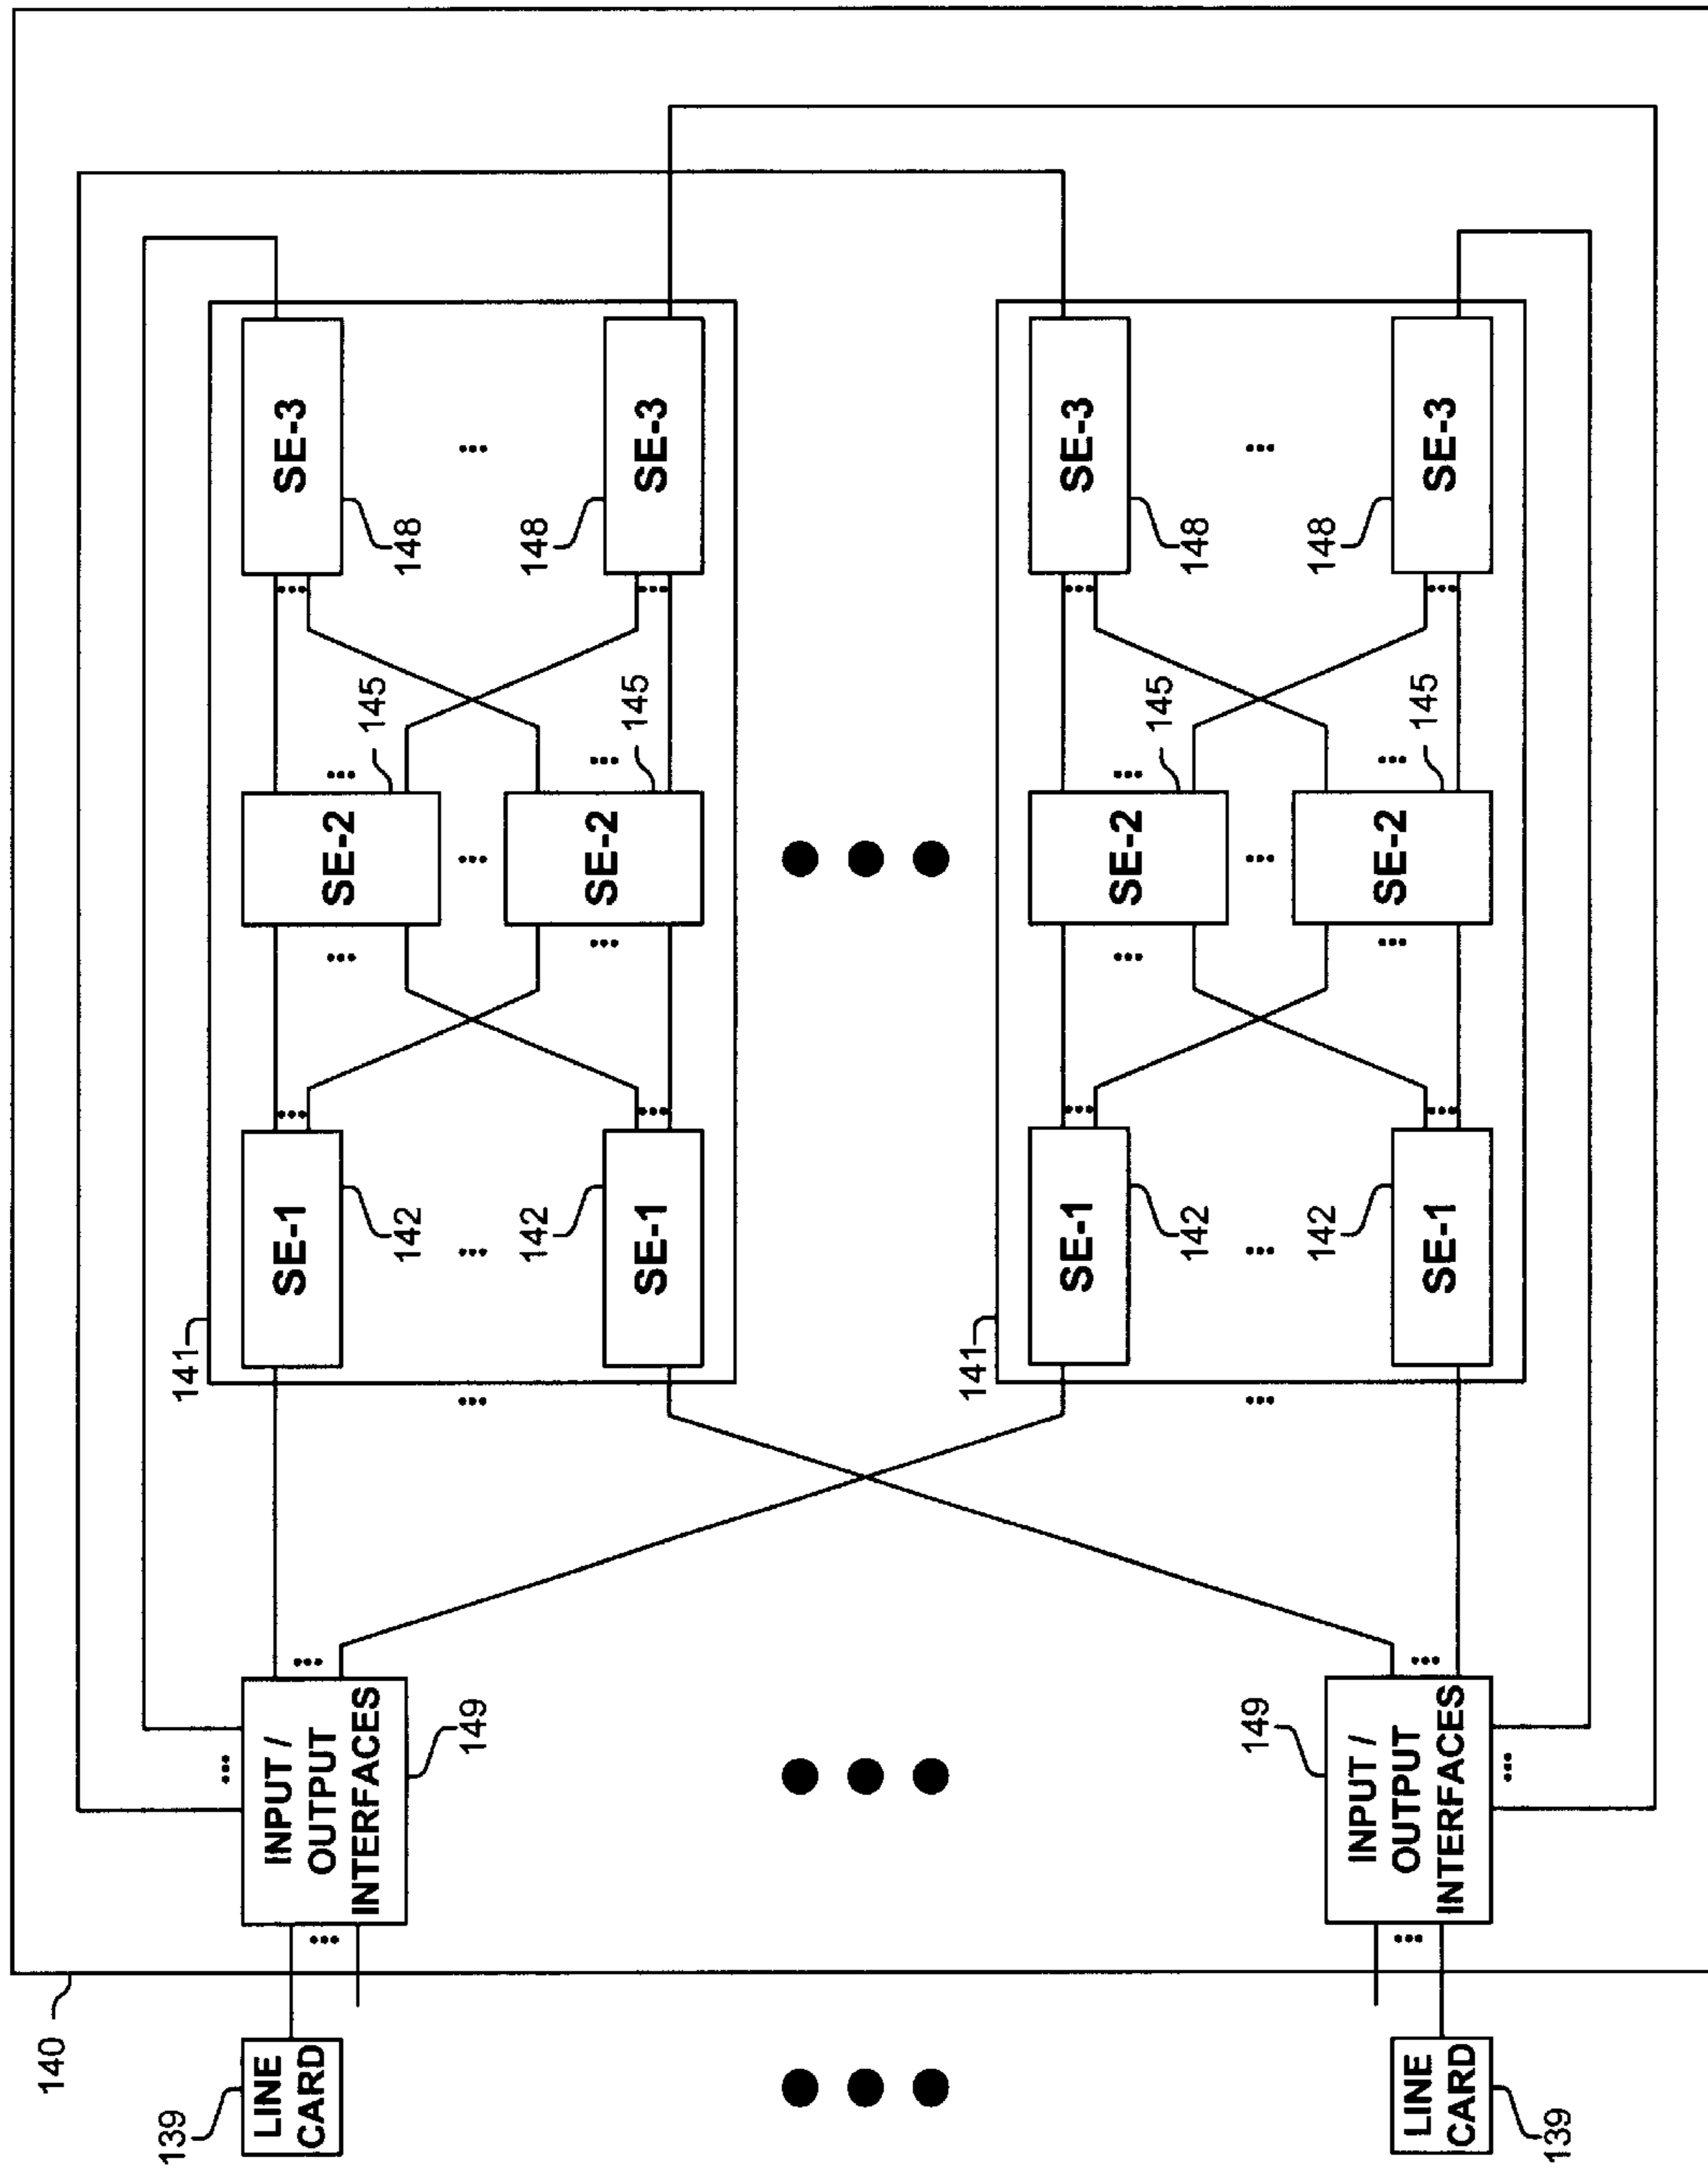 140
139
LINE
CARD
INPUT /
OUTPUT
INTERFACES
149
141
SE-1
142
SE-2
145
SE-3
148
SE-1
142
SE-2
145
SE-3
148
141
SE-1
142
SE-2
145
SE-3
148
SE-1
142
SE-2
145
SE-3
148
149
INPUT /
OUTPUT
INTERFACES
LINE
CARD
139